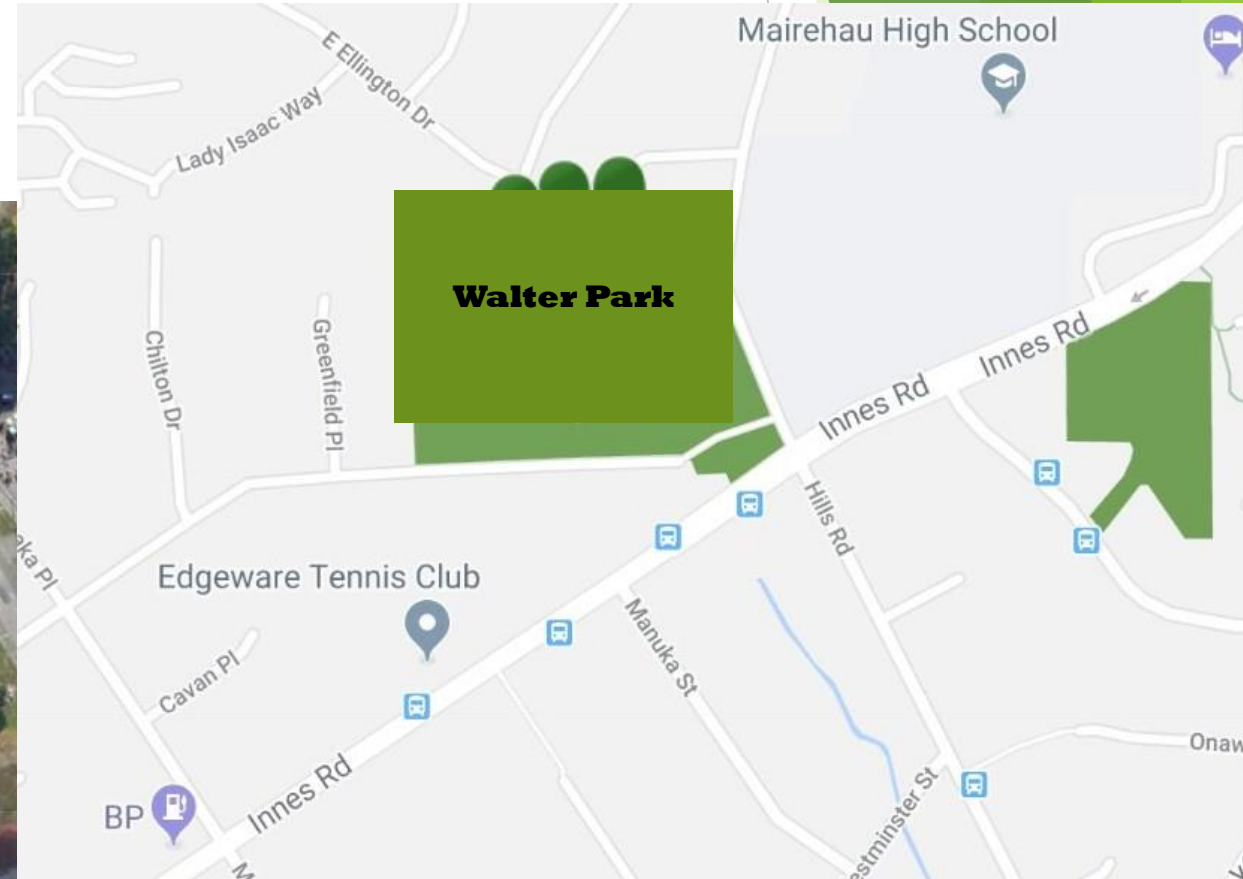 Mairehau High School
E Ellington Dr
Lady Isaac Way
Walter Park
Chilton Dr
Greenfield Pl
Innes Rd
Innes Rd
Hills Rd
Edgeware Tennis Club
Manuka St
Cavan Pl
Innes Rd
BP